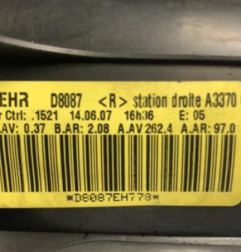 EHR D8087 <R> station droite A3370
r Ctrl: .1521 14.06.07 16h36 E: 05
.AV: 0.37 B.AR: 2.08 A.AV 262.4 A.AR: 97.0
*D8087EH778*